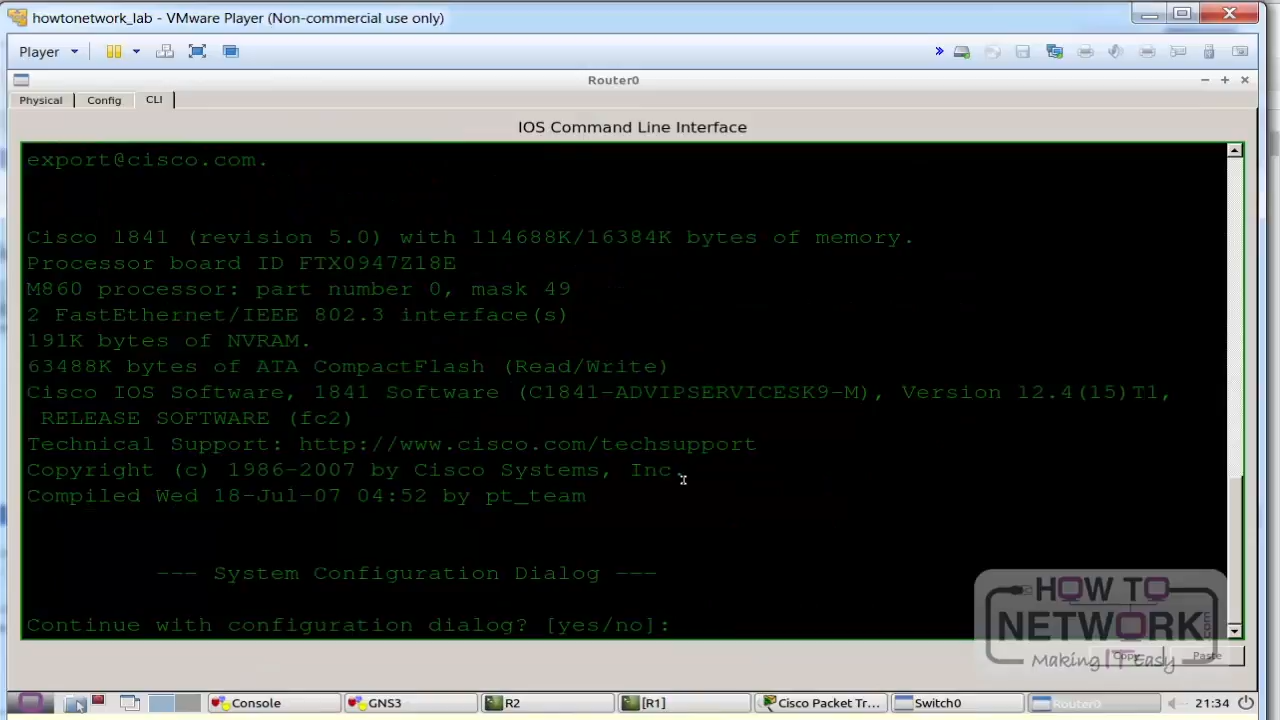 howtonetwork_lab - VMware Player (Non-commercial use only)
Player
»
Router0
Physical
Config
CLI
IOS Command Line Interface
export@cisco.com.
Cisco 1841 (revision 5.0) with 114688K/16384K bytes of memory.
Processor board ID FTX0947Z18E
M860 processor: part number 0, mask 49
2 FastEthernet/IEEE 802.3 interface(s)
191K bytes of NVRAM.
63488K bytes of ATA CompactFlash (Read/Write)
Cisco IOS Software, 1841 Software (C1841-ADVIPSERVICESK9-M), Version 12.4(15)T1,
RELEASE SOFTWARE (fc2)
Technical Support: http://www.cisco.com/techsupport
Copyright (c) 1986-2007 by Cisco Systems, Inc.
Compiled Wed 18-Jul-07 04:52 by pt_team
--- System Configuration Dialog ---
Continue with configuration dialog? [yes/no]:
HOW TO
NETWORK.com
Making IT Easy
Copy
Paste
Console
GNS3
R2
[R1]
Cisco Packet Tr...
Switch0
Router0
21:34